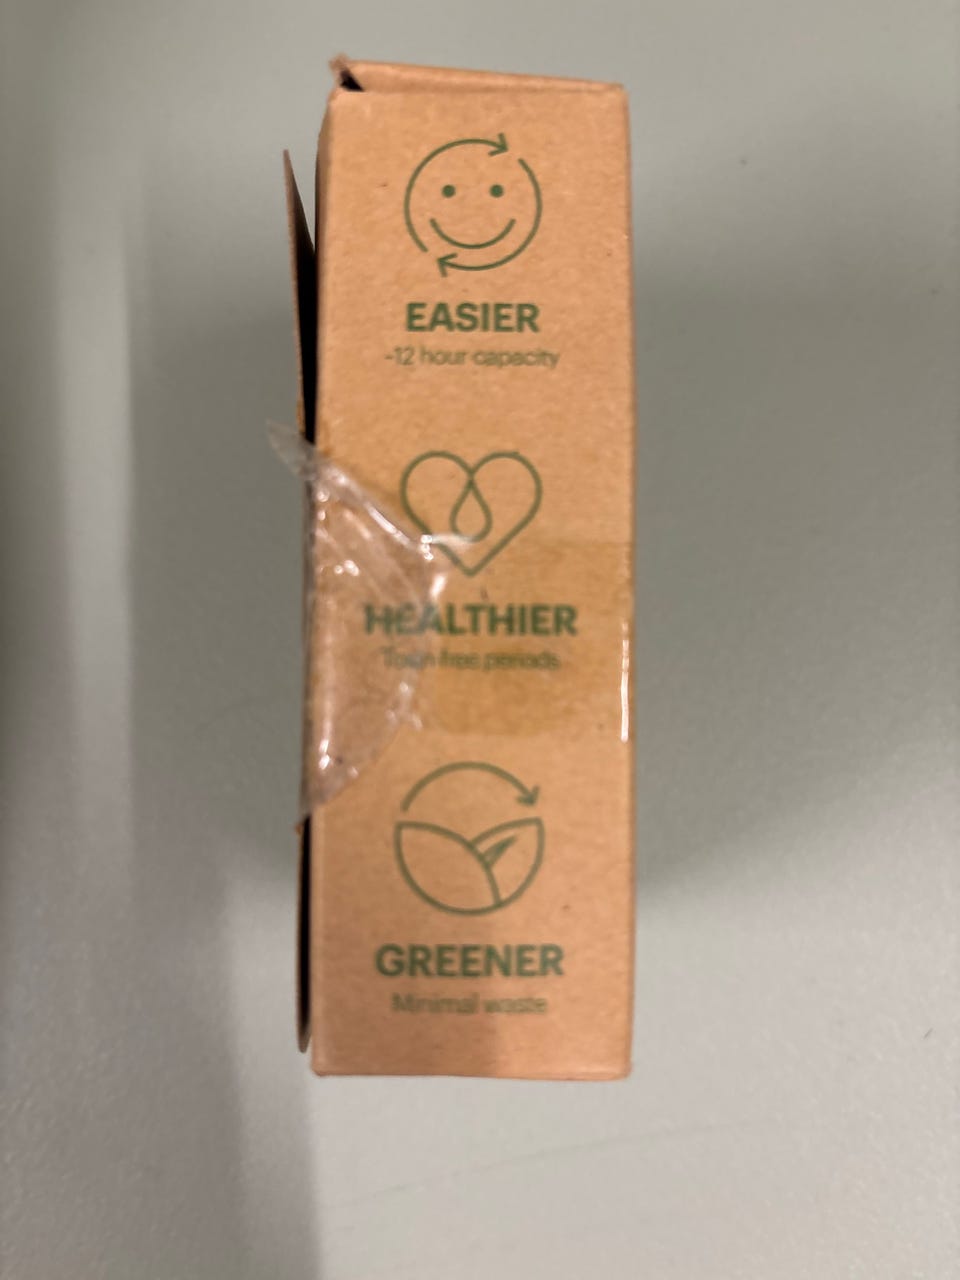 EASIER
-12 hour capacity
HEALTHIER
Toxin-free periods
GREENER
Minimal waste